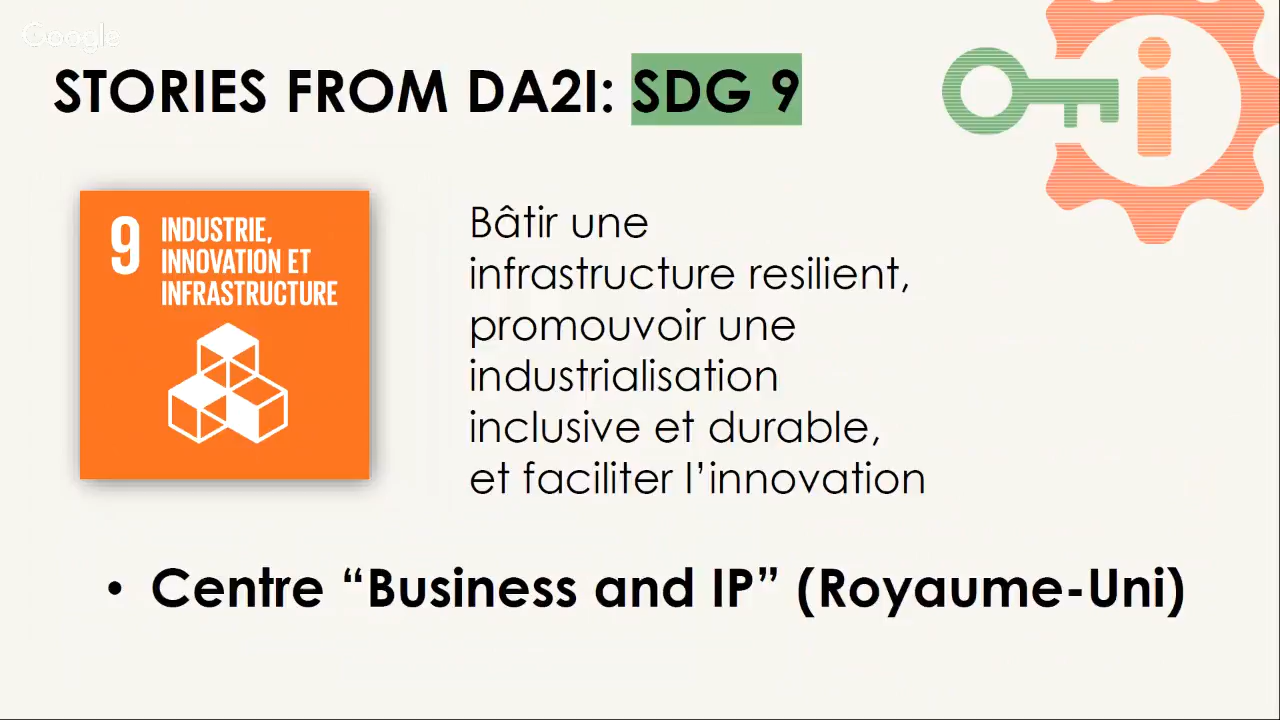 Google
STORIES FROM DA2I: SDG 9
9 INDUSTRIE,
INNOVATION ET
INFRASTRUCTURE
Bâtir une
infrastructure resilient,
promouvoir une
industrialisation
inclusive et durable,
et faciliter l’innovation
• Centre “Business and IP” (Royaume-Uni)